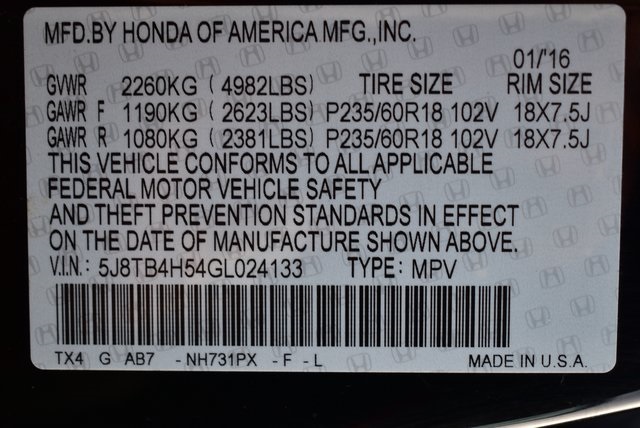 MFD.BY HONDA OF AMERICA MFG.,INC.
01/'16
GVWR 2260KG ( 4982LBS) TIRE SIZE RIM SIZE
GAWR F 1190KG ( 2623LBS) P235/60R18 102V 18X7.5J
GAWR R 1080KG ( 2381LBS) P235/60R18 102V 18X7.5J
THIS VEHICLE CONFORMS TO ALL APPLICABLE
FEDERAL MOTOR VEHICLE SAFETY
AND THEFT PREVENTION STANDARDS IN EFFECT
ON THE DATE OF MANUFACTURE SHOWN ABOVE.
V.I.N.: 5J8TB4H54GL024133 TYPE: MPV
TX4 G AB7 - NH731PX - F - L MADE IN U.S.A.